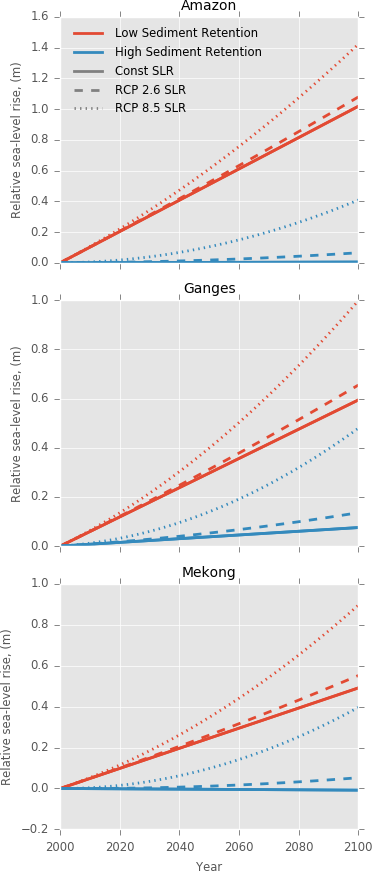 Amazon
1.6
1.4
1.2
1.0
0.8
0.6
0.4
0.2
0.0
Relative sea-level rise, (m)
Low Sediment Retention
High Sediment Retention
Const SLR
RCP 2.6 SLR
RCP 8.5 SLR
Ganges
1.0
0.8
0.6
0.4
0.2
0.0
Relative sea-level rise, (m)
Mekong
1.0
0.8
0.6
0.4
0.2
0.0
−0.2
Relative sea-level rise, (m)
2000 2020 2040 2060 2080 2100
Year